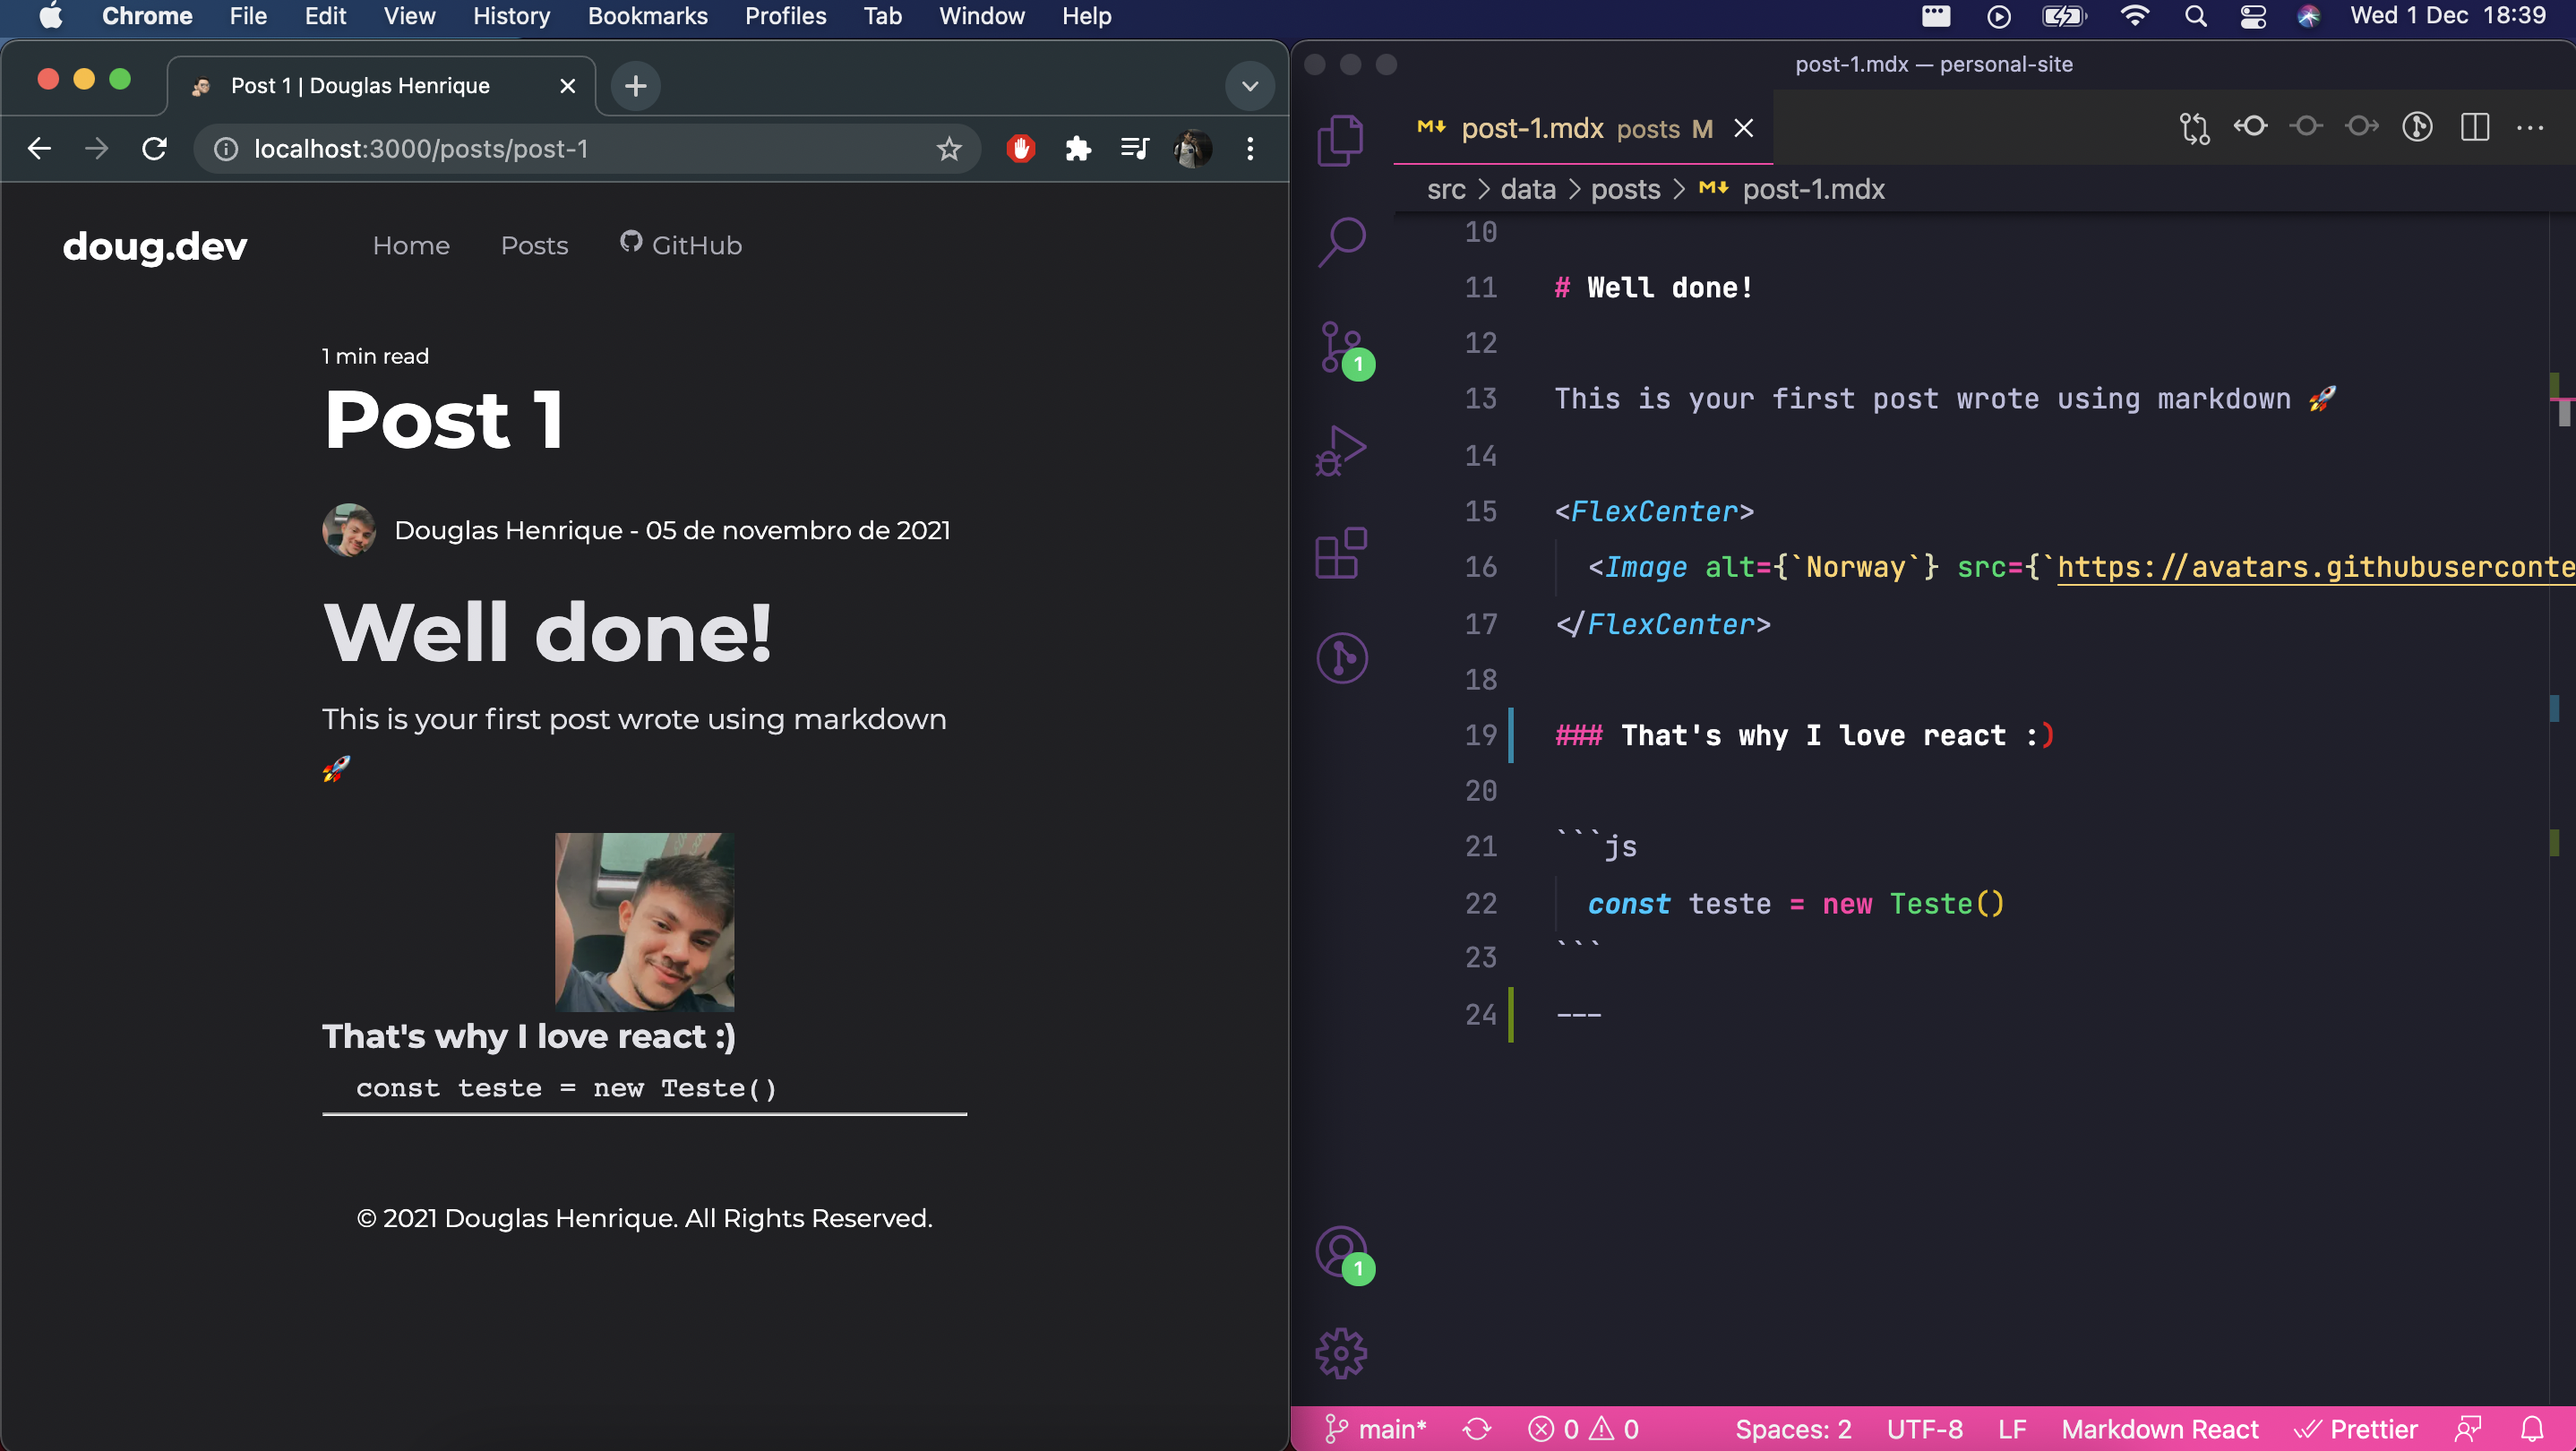 Chrome File Edit View History Bookmarks Profiles Tab Window Help Wed 1 Dec 18:39
Post 1 | Douglas Henrique
localhost:3000/posts/post-1
doug.dev Home Posts GitHub
1 min read
Post 1
Douglas Henrique - 05 de novembro de 2021
Well done!
This is your first post wrote using markdown
🚀
That's why I love react :)
const teste = new Teste()
© 2021 Douglas Henrique. All Rights Reserved.
post-1.mdx — personal-site
post-1.mdx posts M
src > data > posts > post-1.mdx
10
11 # Well done!
12
13 This is your first post wrote using markdown 🚀
14
15 <FlexCenter>
16 <Image alt={`Norway`} src={`https://avatars.githubuserconte
17 </FlexCenter>
18
19 ### That's why I love react :)
20
21 ```js
22 const teste = new Teste()
23 ```
24 ---
1
1
main* 0 0 Spaces: 2 UTF-8 LF Markdown React Prettier